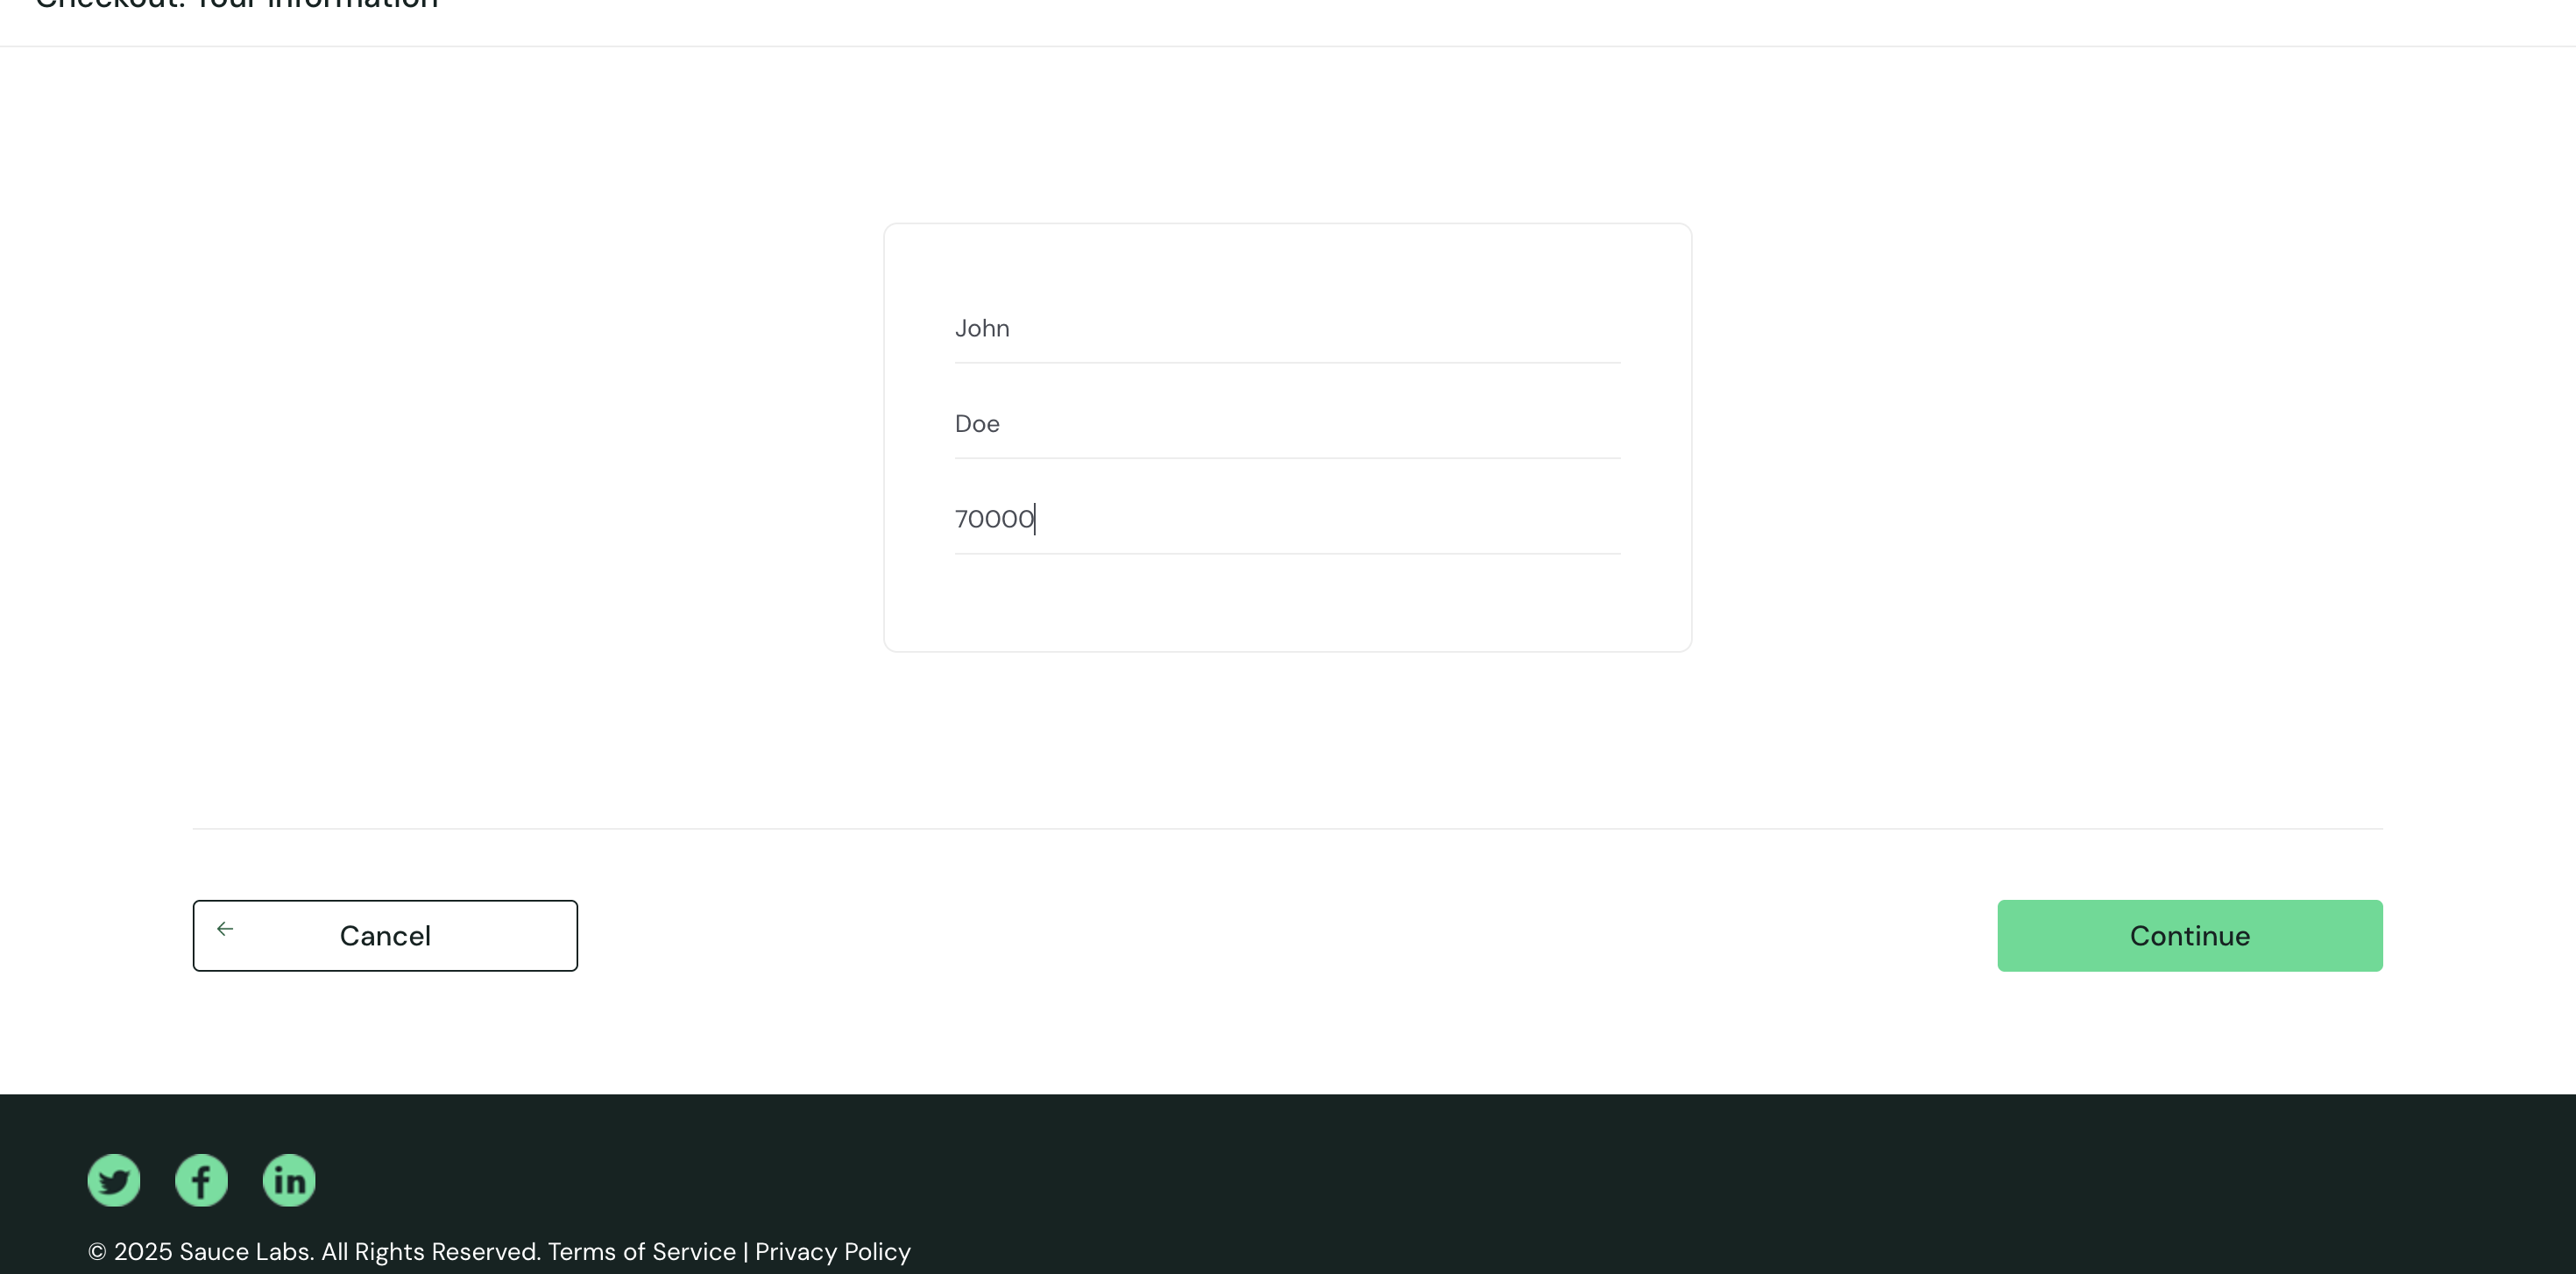 Checkout: Your Information
John
Doe
70000
Cancel
Continue
© 2025 Sauce Labs. All Rights Reserved. Terms of Service | Privacy Policy